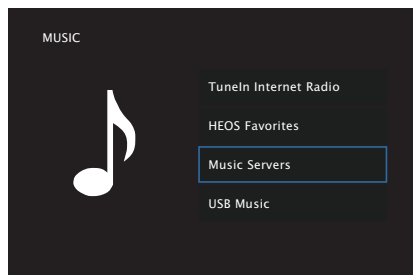 MUSIC
TuneIn Internet Radio
HEOS Favorites
Music Servers
USB Music